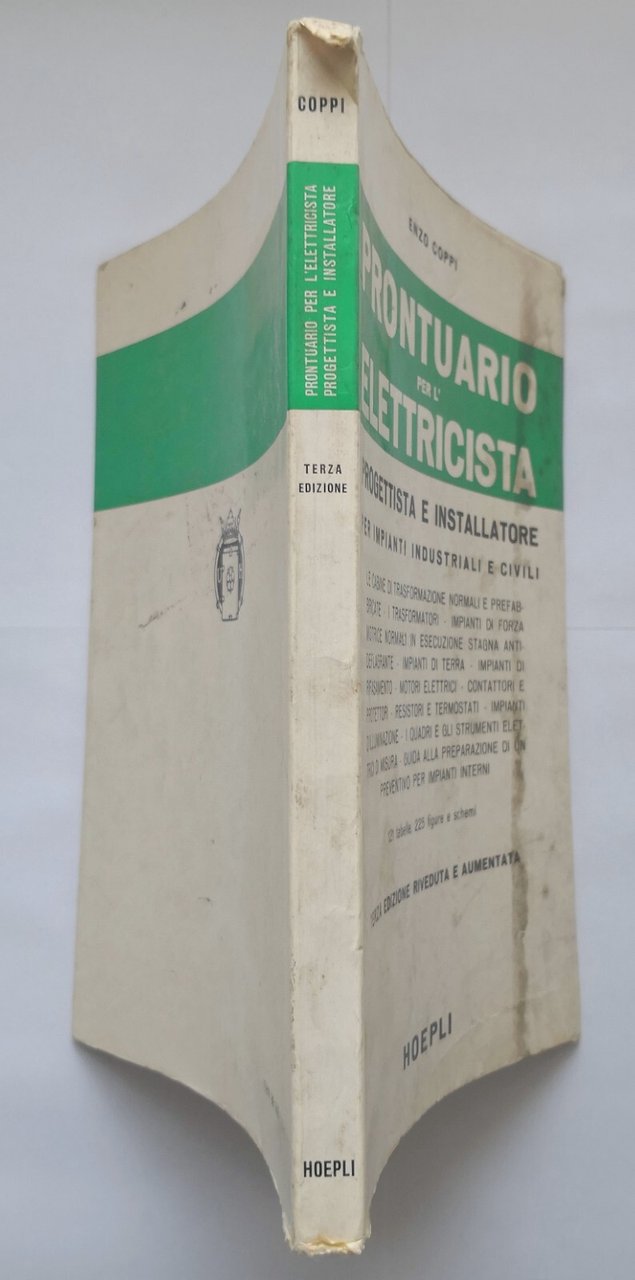 COPPI
PRONTUARIO PER L'ELETTRICISTA
PROGETTISTA E INSTALLATORE
TERZA
EDIZIONE
HOEPLI
ENZO COPPI
PRONTUARIO
PER L'
ELETTRICISTA
PROGETTISTA E INSTALLATORE
PER IMPIANTI INDUSTRIALI E CIVILI
LE CABINE DI TRASFORMAZIONE NORMALI E PREFAB-
BRICATE - I TRASFORMATORI - IMPIANTI DI FORZA
MOTRICE NORMALI IN ESECUZIONE STAGNA ANTI-
DEFLAGRANTE - IMPIANTI DI TERRA - IMPIANTI DI
RIFASAMENTO - MOTORI ELETTRICI - CONTATTORI E
PROTETTORI - RESISTORI E TERMOSTATI - IMPIANTI
D'ILLUMINAZIONE - I QUADRI E GLI STRUMENTI ELET-
TRICI DI MISURA - GUIDA ALLA PREPARAZIONE DI UN
PREVENTIVO PER IMPIANTI INTERNI
tabelle 225 figure e schemi
TERZA EDIZIONE RIVEDUTA E AUMENTATA
HOEPLI